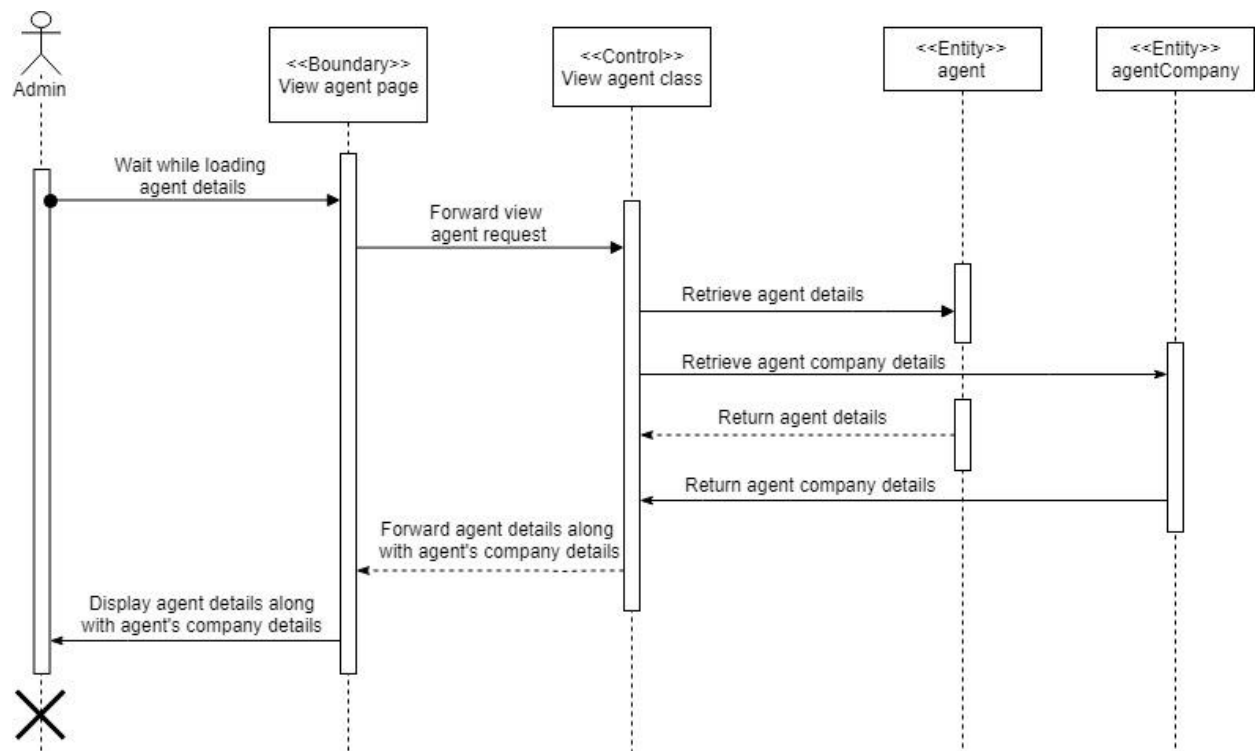 Admin
<<Boundary>>
View agent page
<<Control>>
View agent class
<<Entity>>
agent
<<Entity>>
agentCompany
Wait while loading
agent details
Forward view
agent request
Retrieve agent details
Retrieve agent company details
Return agent details
Return agent company details
Forward agent details along
with agent's company details
Display agent details along
with agent's company details